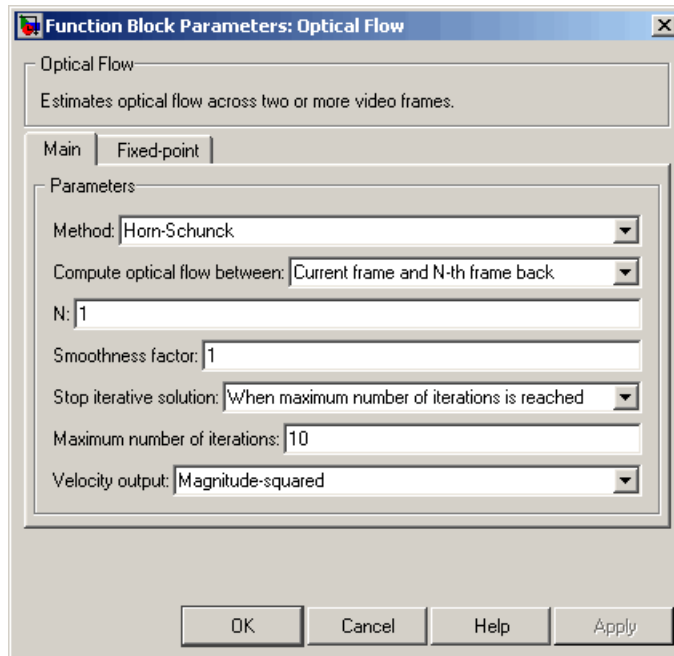 Function Block Parameters: Optical Flow
Optical Flow
Estimates optical flow across two or more video frames.
Main Fixed-point
Parameters
Method: Horn-Schunck
Compute optical flow between: Current frame and N-th frame back
N: 1
Smoothness factor: 1
Stop iterative solution: When maximum number of iterations is reached
Maximum number of iterations: 10
Velocity output: Magnitude-squared
OK Cancel Help Apply